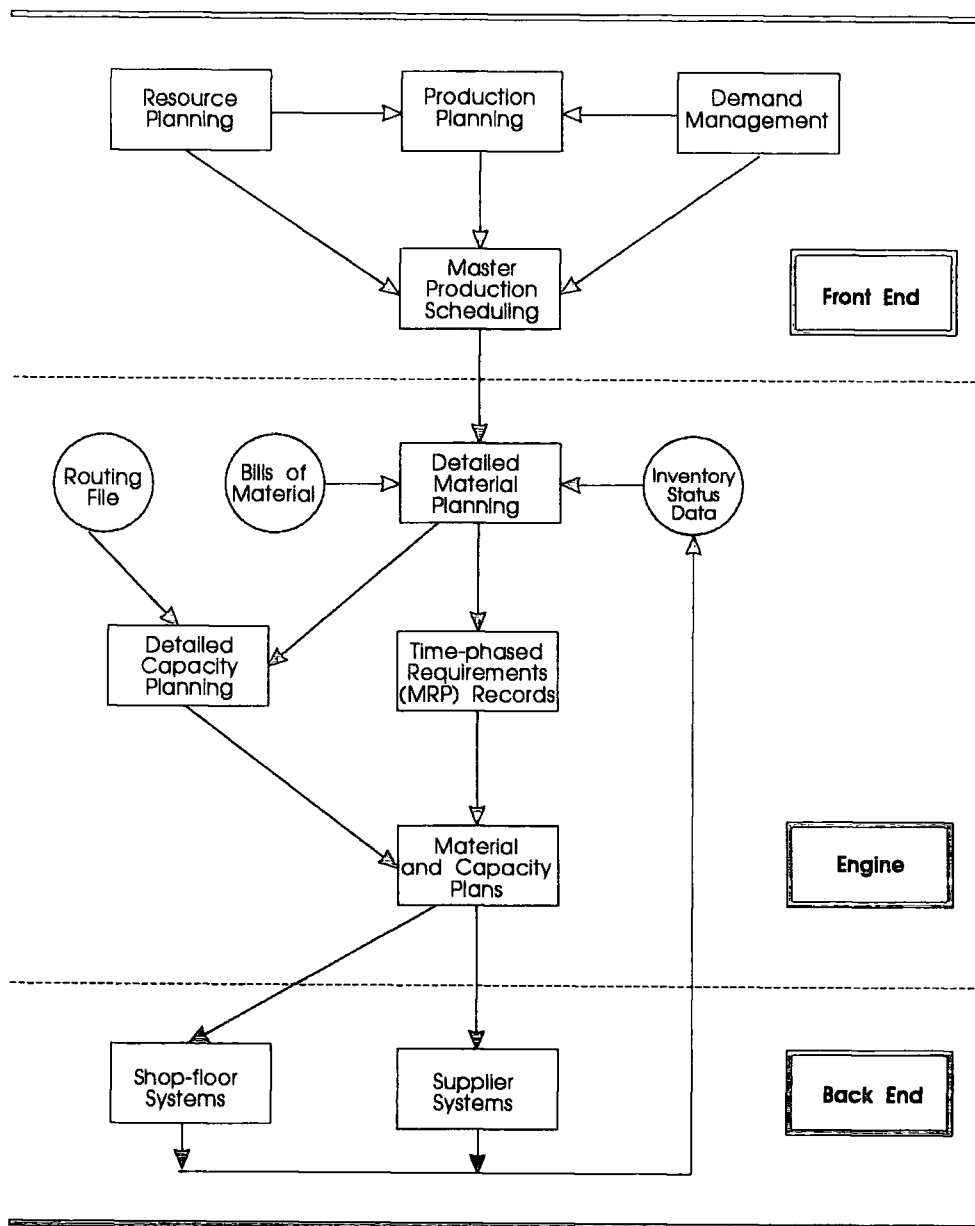 Resource
Planning
Production
Planning
Demand
Management
Master
Production
Scheduling
Front End
Routing
File
Bills of
Material
Detailed
Material
Planning
Inventory
Status
Data
Detailed
Capacity
Planning
Time-phased
Requirements
(MRP) Records
Material
and Capacity
Plans
Engine
Shop-floor
Systems
Supplier
Systems
Back End